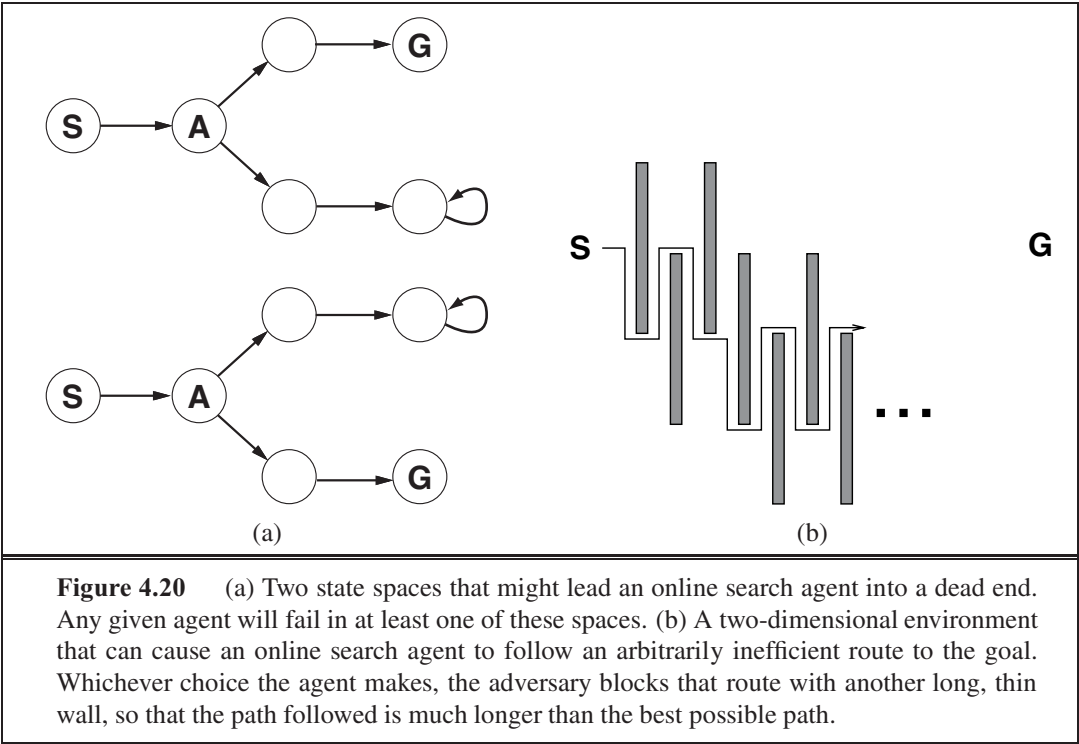 G
S
A
S
G
S
A
G
(a)
(b)
Figure 4.20 (a) Two state spaces that might lead an online search agent into a dead end.
Any given agent will fail in at least one of these spaces. (b) A two-dimensional environment
that can cause an online search agent to follow an arbitrarily inefficient route to the goal.
Whichever choice the agent makes, the adversary blocks that route with another long, thin
wall, so that the path followed is much longer than the best possible path.